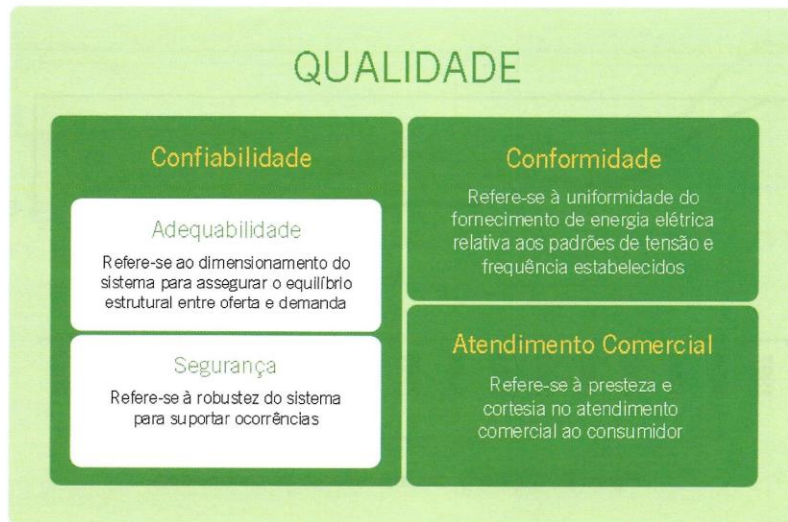 QUALIDADE
Confiabilidade
Adequabilidade
Refere-se ao dimensionamento do
sistema para assegurar o equilíbrio
estrutural entre oferta e demanda
Segurança
Refere-se à robustez do sistema
para suportar ocorrências
Conformidade
Refere-se à uniformidade do
fornecimento de energia elétrica
relativa aos padrões de tensão e
frequência estabelecidos
Atendimento Comercial
Refere-se à presteza e
cortesia no atendimento
comercial ao consumidor